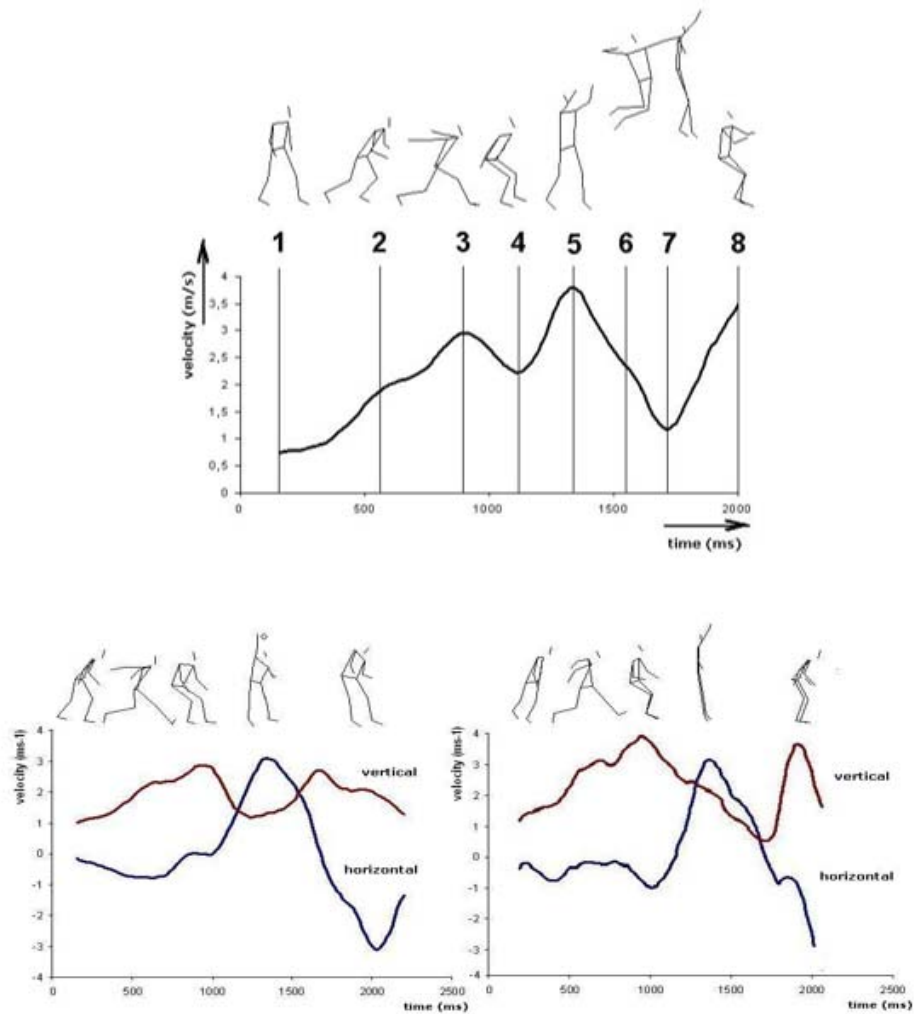 1 2 3 4 5 6 7 8
velocity (m/s)
4
3,5
3
2,5
2
1,5
1
0,5
0
0 500 1000 1500 2000
time (ms)
velocity (ms-1)
4
3
2
1
0
-1
-2
-3
-4
vertical
horizontal
0 500 1000 1500 2000 2500
time (ms)
velocity (ms-1)
4
3
2
1
0
-1
-2
-3
-4
vertical
horizontal
0 500 1000 1500 2000 2500
time (ms)